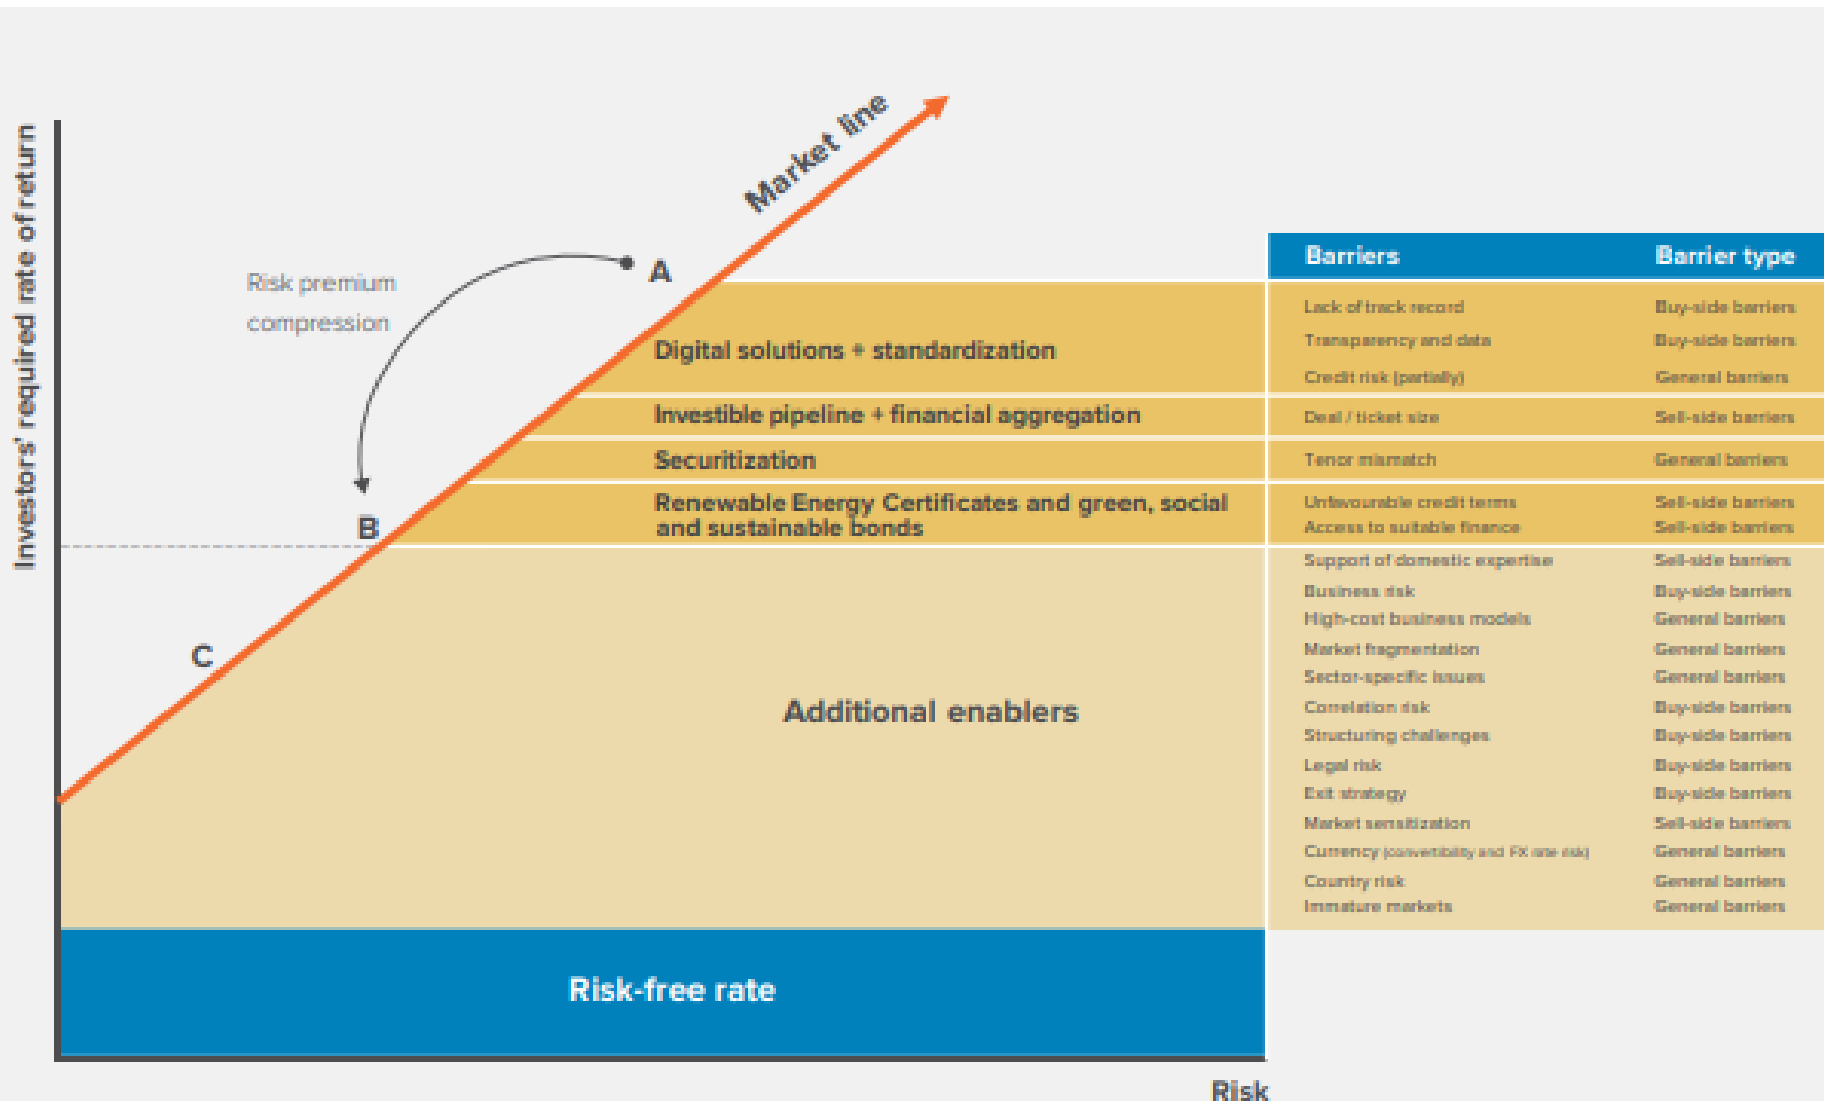 Investors' required rate of return
Market line
Risk premium
compression
A
B
C
Digital solutions + standardization
Investible pipeline + financial aggregation
Securitization
Renewable Energy Certificates and green, social
and sustainable bonds
Additional enablers
Risk-free rate
Risk
Barriers Barrier type
Lack of track record Buy-side barriers
Transparency and data Buy-side barriers
Credit risk (partially) General barriers
Deal / ticket size Sell-side barriers
Tenor mismatch General barriers
Unfavourable credit terms Sell-side barriers
Access to suitable finance Sell-side barriers
Support of domestic expertise Sell-side barriers
Business risk Buy-side barriers
High-cost business models General barriers
Market fragmentation General barriers
Sector-specific issues General barriers
Correlation risk Buy-side barriers
Structuring challenges Buy-side barriers
Legal risk Buy-side barriers
Exit strategy Buy-side barriers
Market sensitization Sell-side barriers
Currency (convertibility and FX rate risk) General barriers
Country risk General barriers
Immature markets General barriers